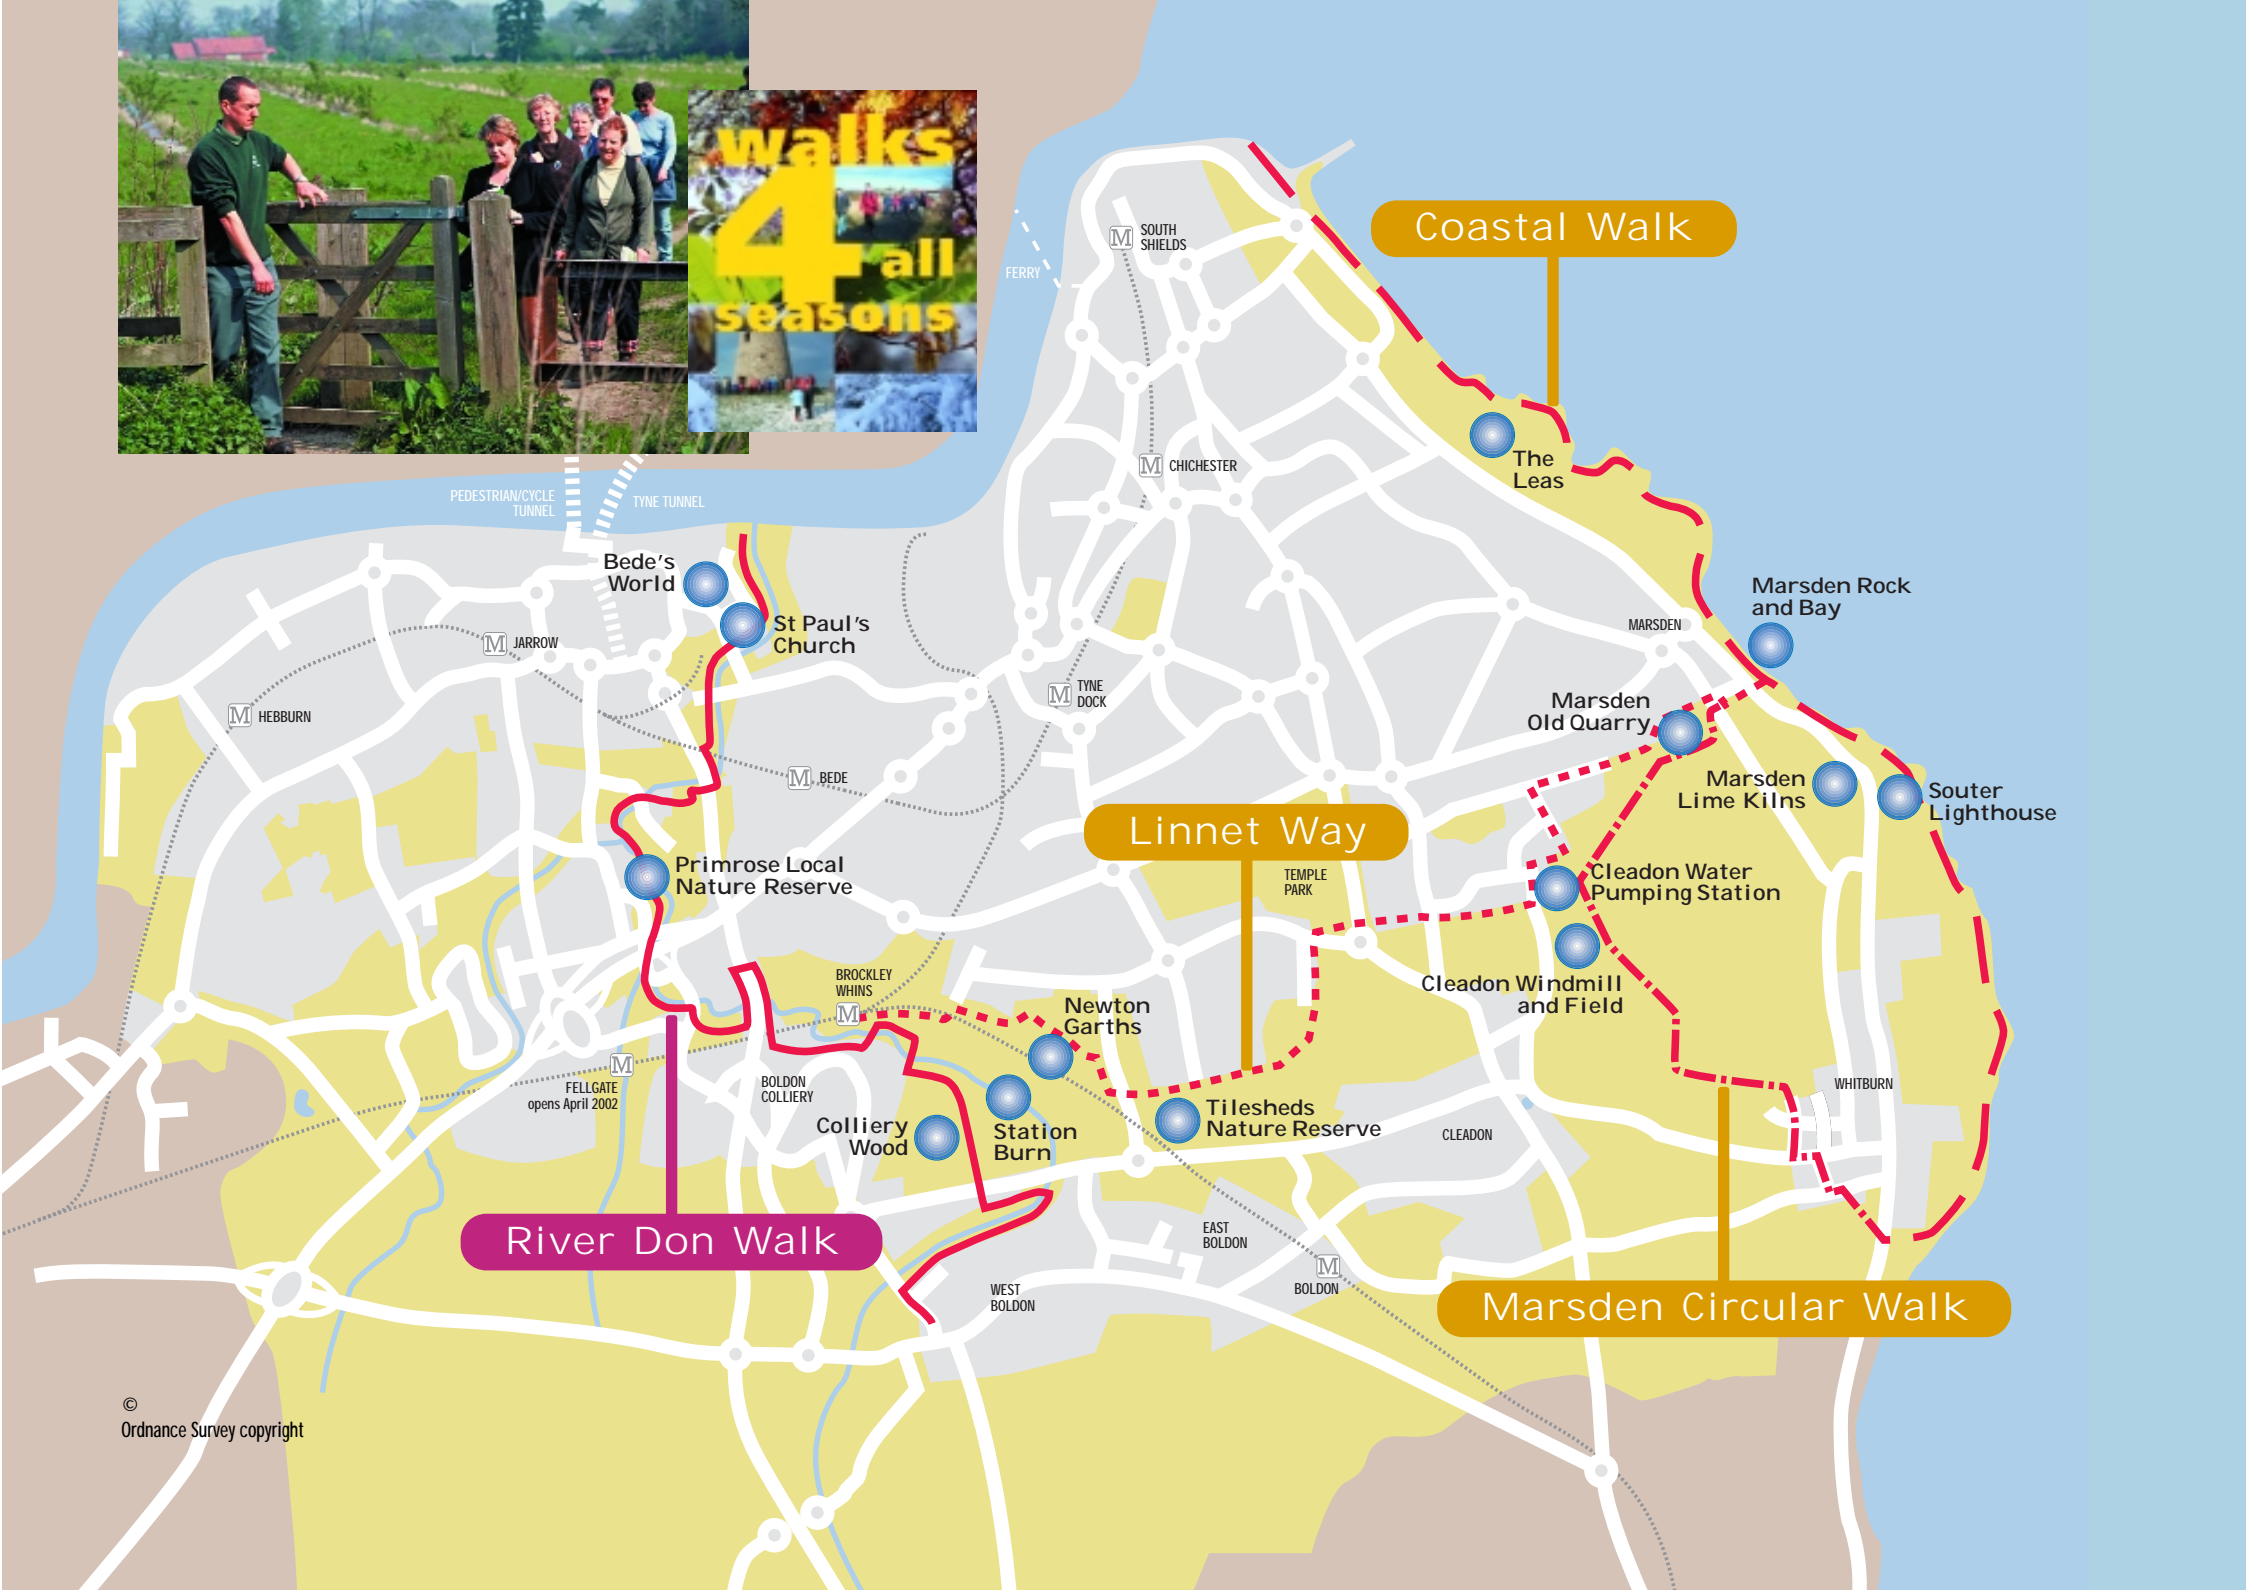 walks
4 all
seasons
Coastal Walk
M SOUTH
SHIELDS
FERRY
M CHICHESTER
The
Leas
PEDESTRIAN/CYCLE
TUNNEL
TYNE TUNNEL
Bede's
World
St Paul's
Church
M JARROW
M HEBBURN
M TYNE
DOCK
M BEDE
MARSDEN
Marsden Rock
and Bay
Marsden
Old Quarry
Marsden
Lime Kilns
Souter
Lighthouse
Linnet Way
TEMPLE
PARK
Primrose Local
Nature Reserve
Cleadon Water
Pumping Station
Cleadon Windmill
and Field
BROCKLEY
WHINS
M
Newton
Garths
M
FELLGATE
opens April 2002
BOLDON
COLLIERY
Colliery
Wood
Station
Burn
Tilesheds
Nature Reserve
CLEADON
WHITBURN
River Don Walk
EAST
BOLDON
M
BOLDON
WEST
BOLDON
Marsden Circular Walk
©
Ordnance Survey copyright